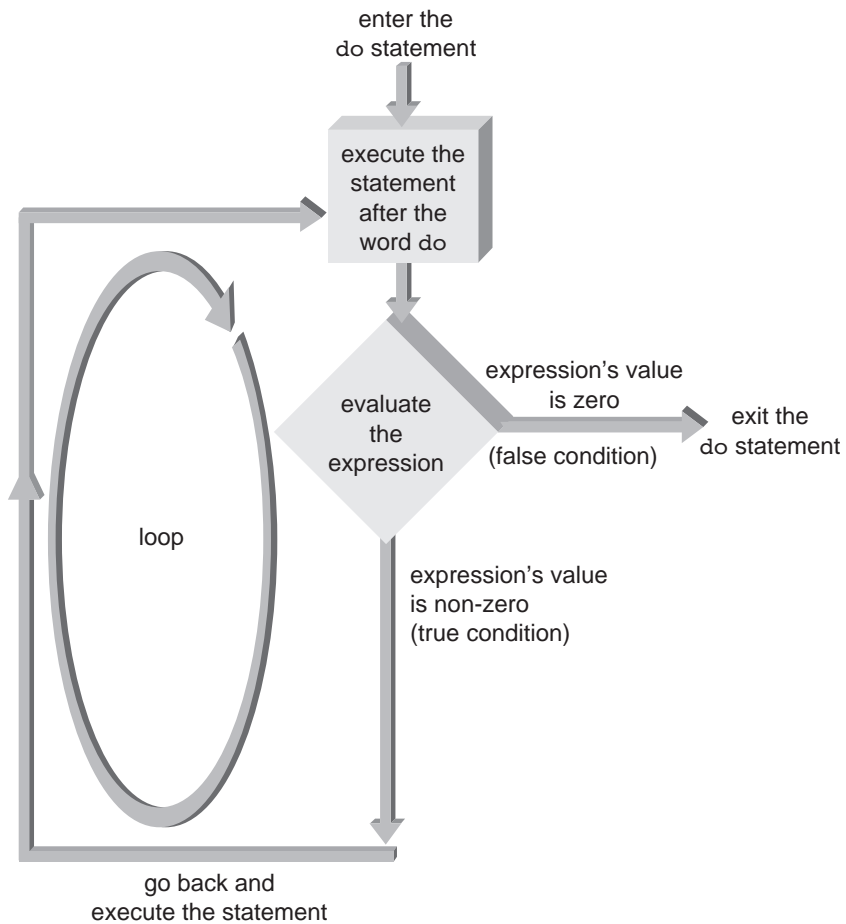 enter the
do statement
execute the
statement
after the
word do
evaluate
the
expression
expression’s value
is zero
(false condition)
exit the
do statement
loop
expression’s value
is non-zero
(true condition)
go back and
execute the statement